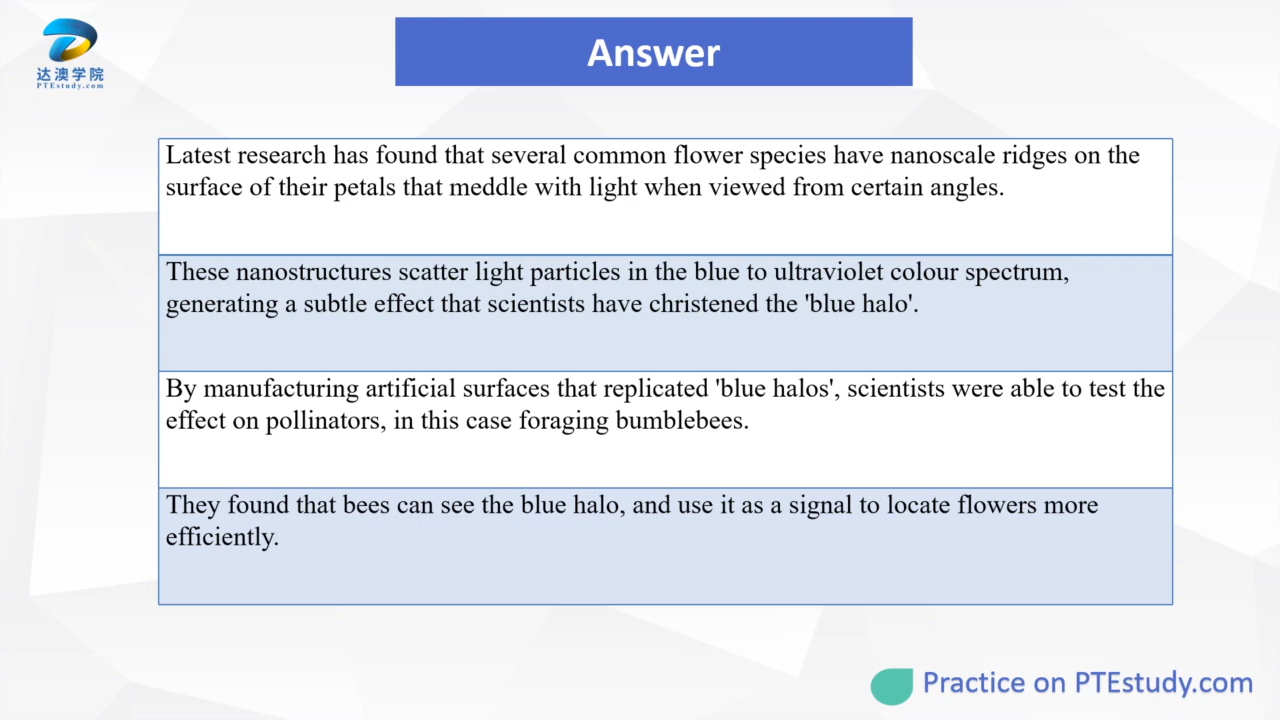 达澳学院
PTEstudy.com
Answer
Latest research has found that several common flower species have nanoscale ridges on the
surface of their petals that meddle with light when viewed from certain angles.
These nanostructures scatter light particles in the blue to ultraviolet colour spectrum,
generating a subtle effect that scientists have christened the 'blue halo'.
By manufacturing artificial surfaces that replicated 'blue halos', scientists were able to test the
effect on pollinators, in this case foraging bumblebees.
They found that bees can see the blue halo, and use it as a signal to locate flowers more
efficiently.
Practice on PTEstudy.com